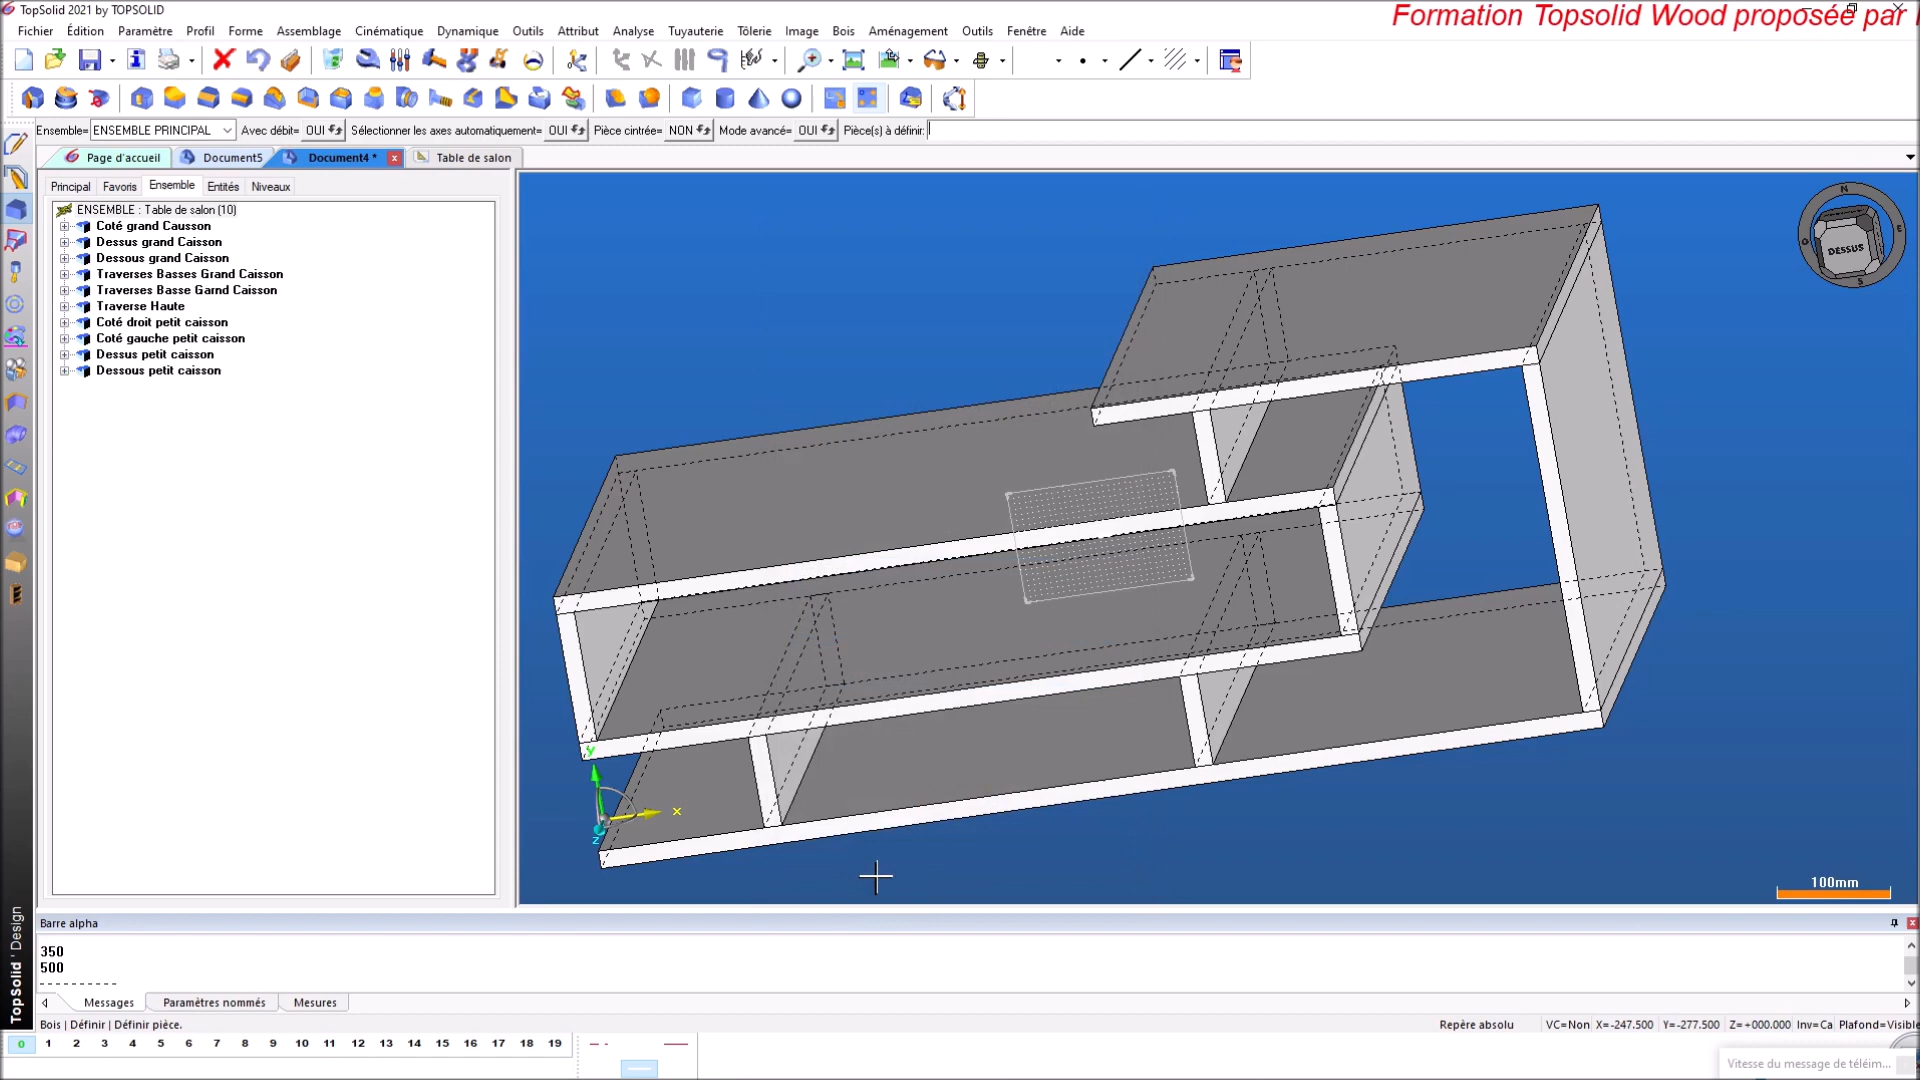 TopSolid 2021 by TOPSOLID
Formation Topsolid Wood proposée par
Fichier Édition Paramètre Profil Forme Assemblage Cinématique Dynamique Outils Attribut Analyse Tuyauterie Tôlerie Image Bois Aménagement Outils Fenêtre Aide
Ensemble= ENSEMBLE PRINCIPAL Avec débit= OUI Sélectionner les axes automatiquement= OUI Pièce cintrée= NON Mode avancé= OUI Pièce(s) à définir:
Page d'accueil Document5 Document4 * Table de salon
Principal Favoris Ensemble Entités Niveaux
ENSEMBLE : Table de salon (10)
Coté grand Causson
Dessus grand Caisson
Dessous grand Caisson
Traverses Basses Grand Caisson
Traverses Basse Garnd Caisson
Traverse Haute
Coté droit petit caisson
Coté gauche petit caisson
Dessus petit caisson
Dessous petit caisson
N
O
E
DESSUS
S
y
x
z
100mm
TopSolid'Design
Barre alpha
350
500
Messages Paramètres nommés Mesures
Bois | Définir | Définir pièce.
Repère absolu VC=Non X=-247.500 Y=-277.500 Z=+000.000 Inv=Ca Plafond=Visible
0 1 2 3 4 5 6 7 8 9 10 11 12 13 14 15 16 17 18 19
Vitesse du message de téléim...